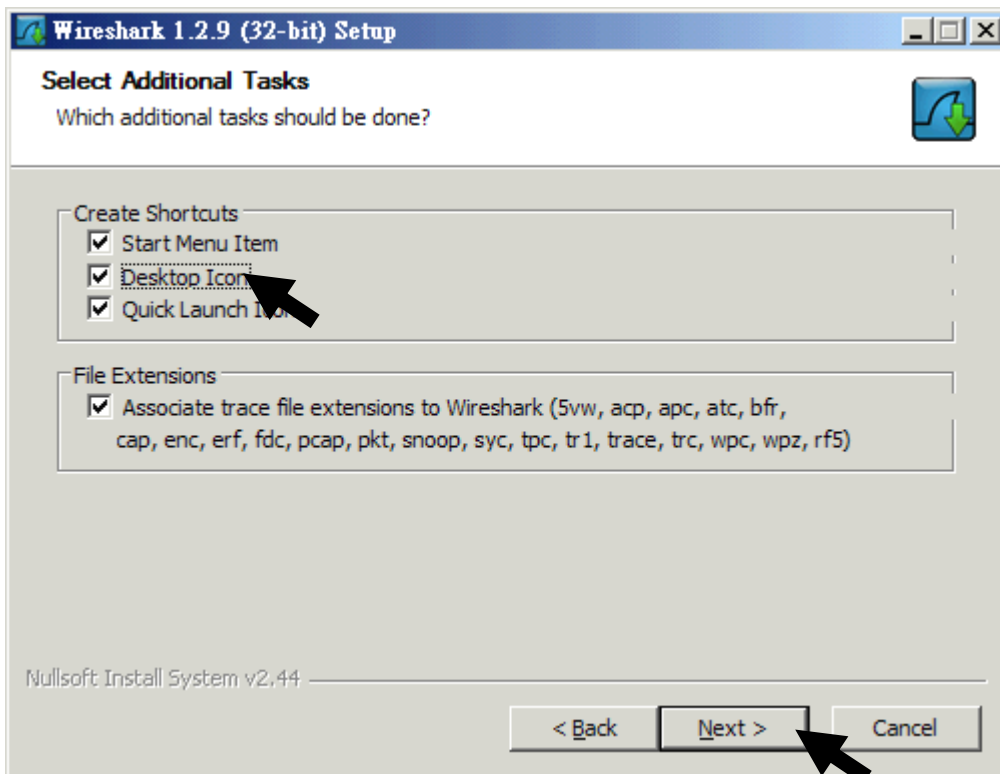 Wireshark 1.2.9 (32-bit) Setup
Select Additional Tasks
Which additional tasks should be done?
Create Shortcuts
Start Menu Item
Desktop Icon
Quick Launch Icon
File Extensions
Associate trace file extensions to Wireshark (5vw, acp, apc, atc, bfr,
cap, enc, erf, fdc, pcap, pkt, snoop, syc, tpc, tr1, trace, trc, wpc, wpz, rf5)
Nullsoft Install System v2.44
< Back Next > Cancel